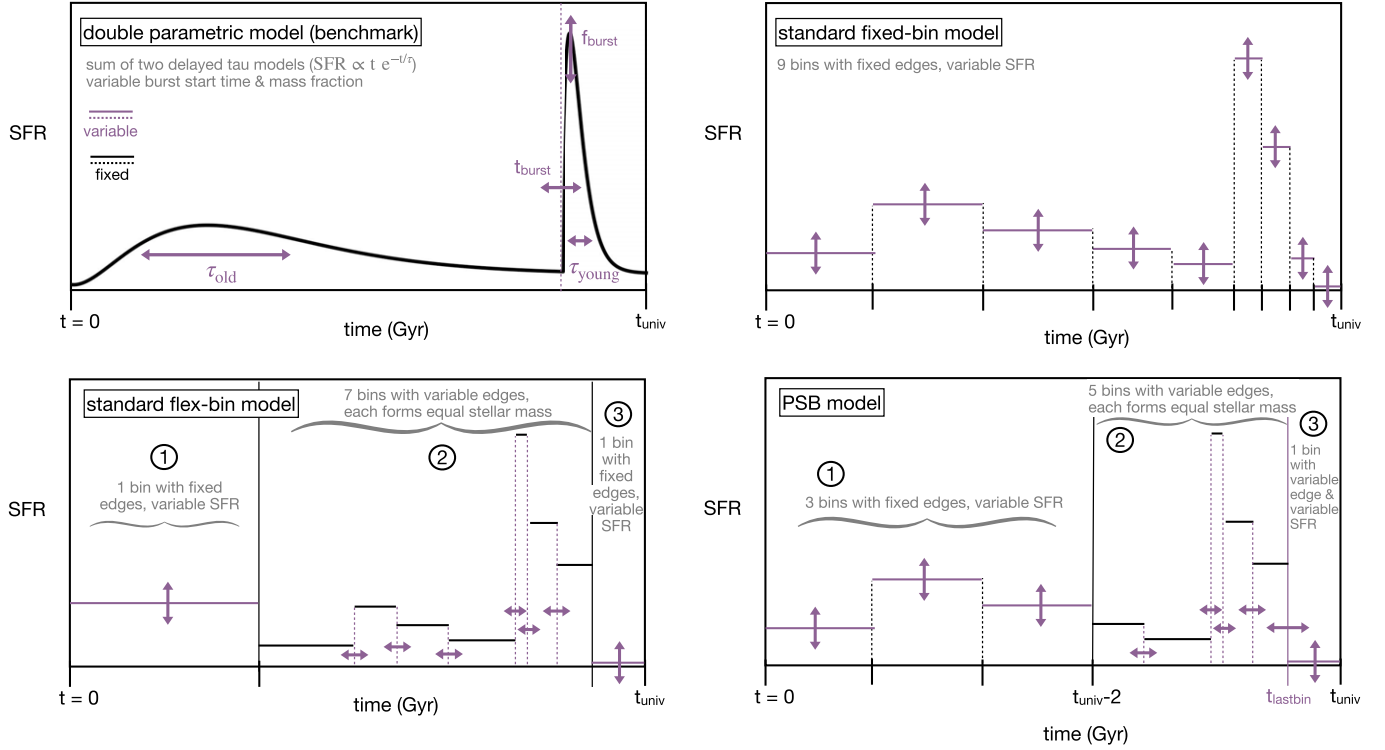 double parametric model (benchmark)
sum of two delayed tau models (SFR ∝ t e^{-t/τ})
variable burst start time & mass fraction
variable
fixed
SFR
f_burst
t_burst
τ_old
τ_young
t = 0
time (Gyr)
t_univ
standard fixed-bin model
9 bins with fixed edges, variable SFR
SFR
t = 0
time (Gyr)
t_univ
standard flex-bin model
7 bins with variable edges,
each forms equal stellar mass
1
1 bin with fixed
edges, variable SFR
2
3
1 bin
with
fixed
edges,
variable
SFR
SFR
t = 0
time (Gyr)
t_univ
PSB model
5 bins with variable edges,
each forms equal stellar mass
1
3 bins with fixed edges, variable SFR
2
3
1 bin
with
variable
edge &
variable
SFR
SFR
t = 0
t_univ-2
t_lastbin
t_univ
time (Gyr)